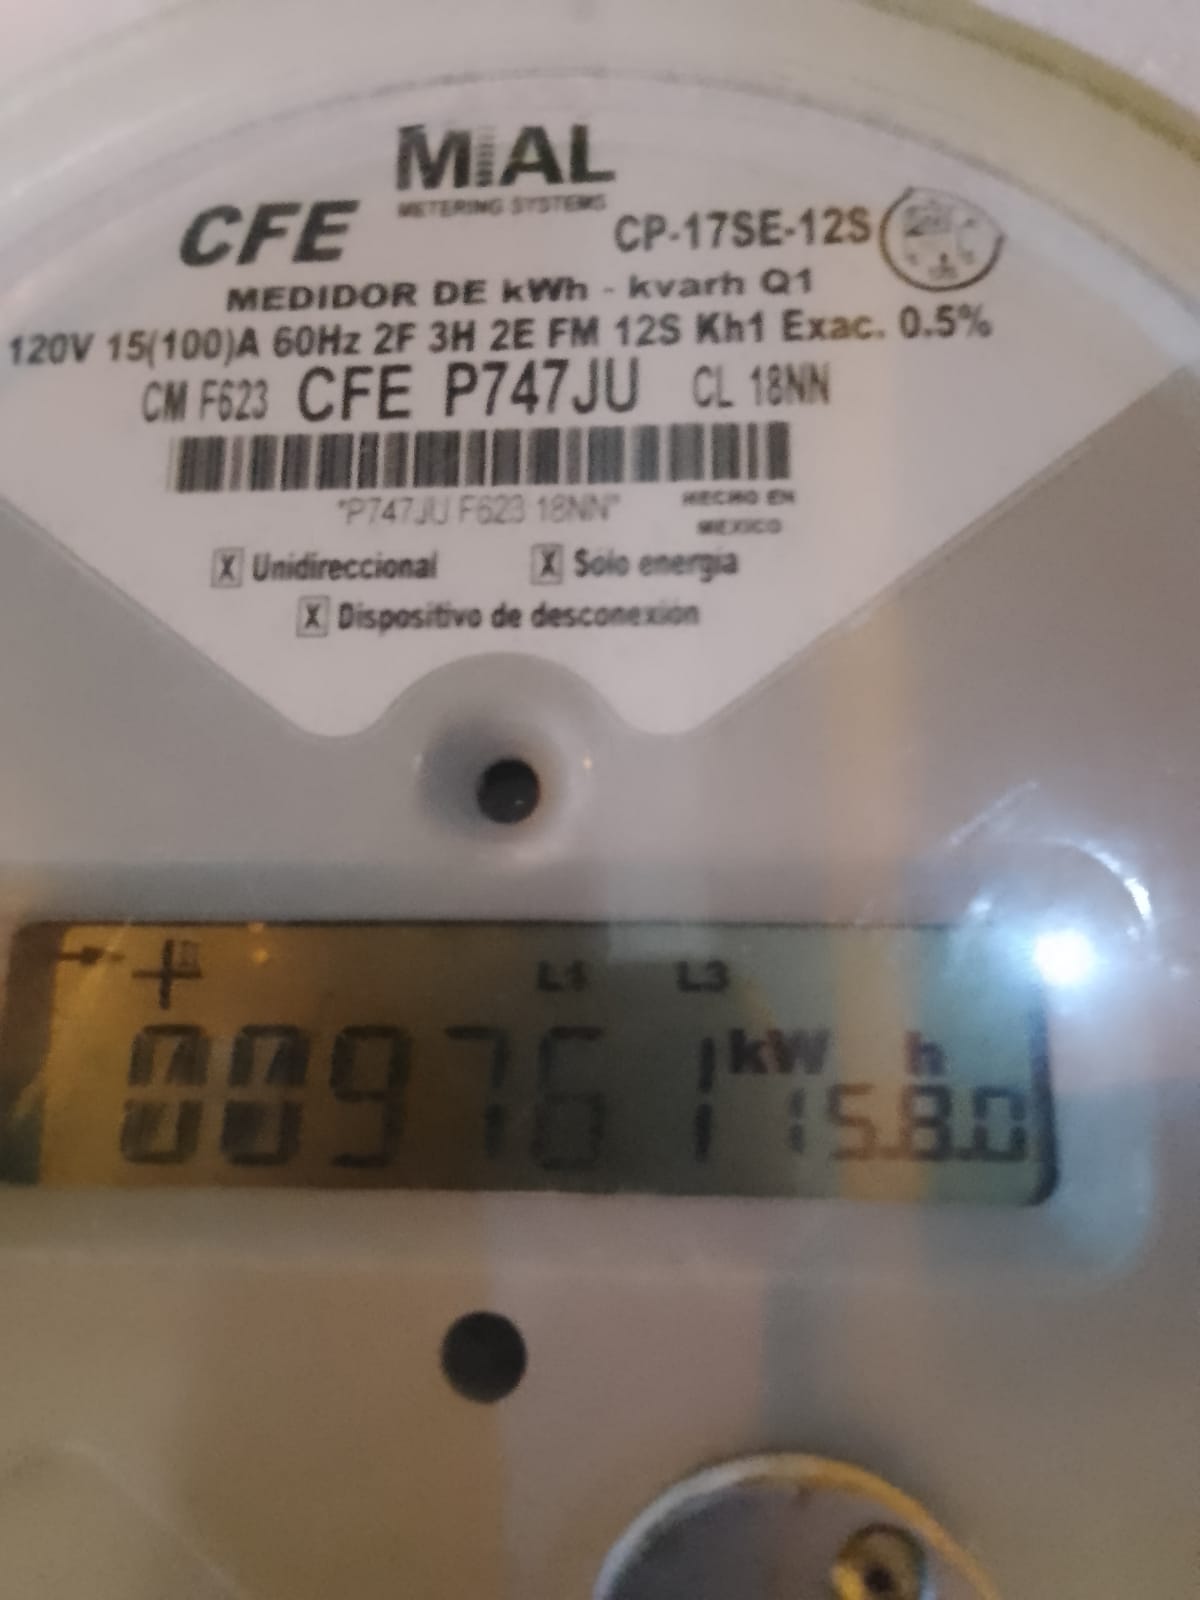 MIAL
METERING SYSTEMS
CFE
CP-17SE-12S
MEDIDOR DE kWh - kvarh Q1
120V 15(100)A 60Hz 2F 3H 2E FM 12S Kh1 Exac. 0.5%
CM F623 CFE P747JU CL 18NN
*P747JU F623 18NN*
HECHO EN
MEXICO
X Unidireccional X Solo energía
X Dispositivo de desconexión
L1 L3
009761 kW h
15.8.0